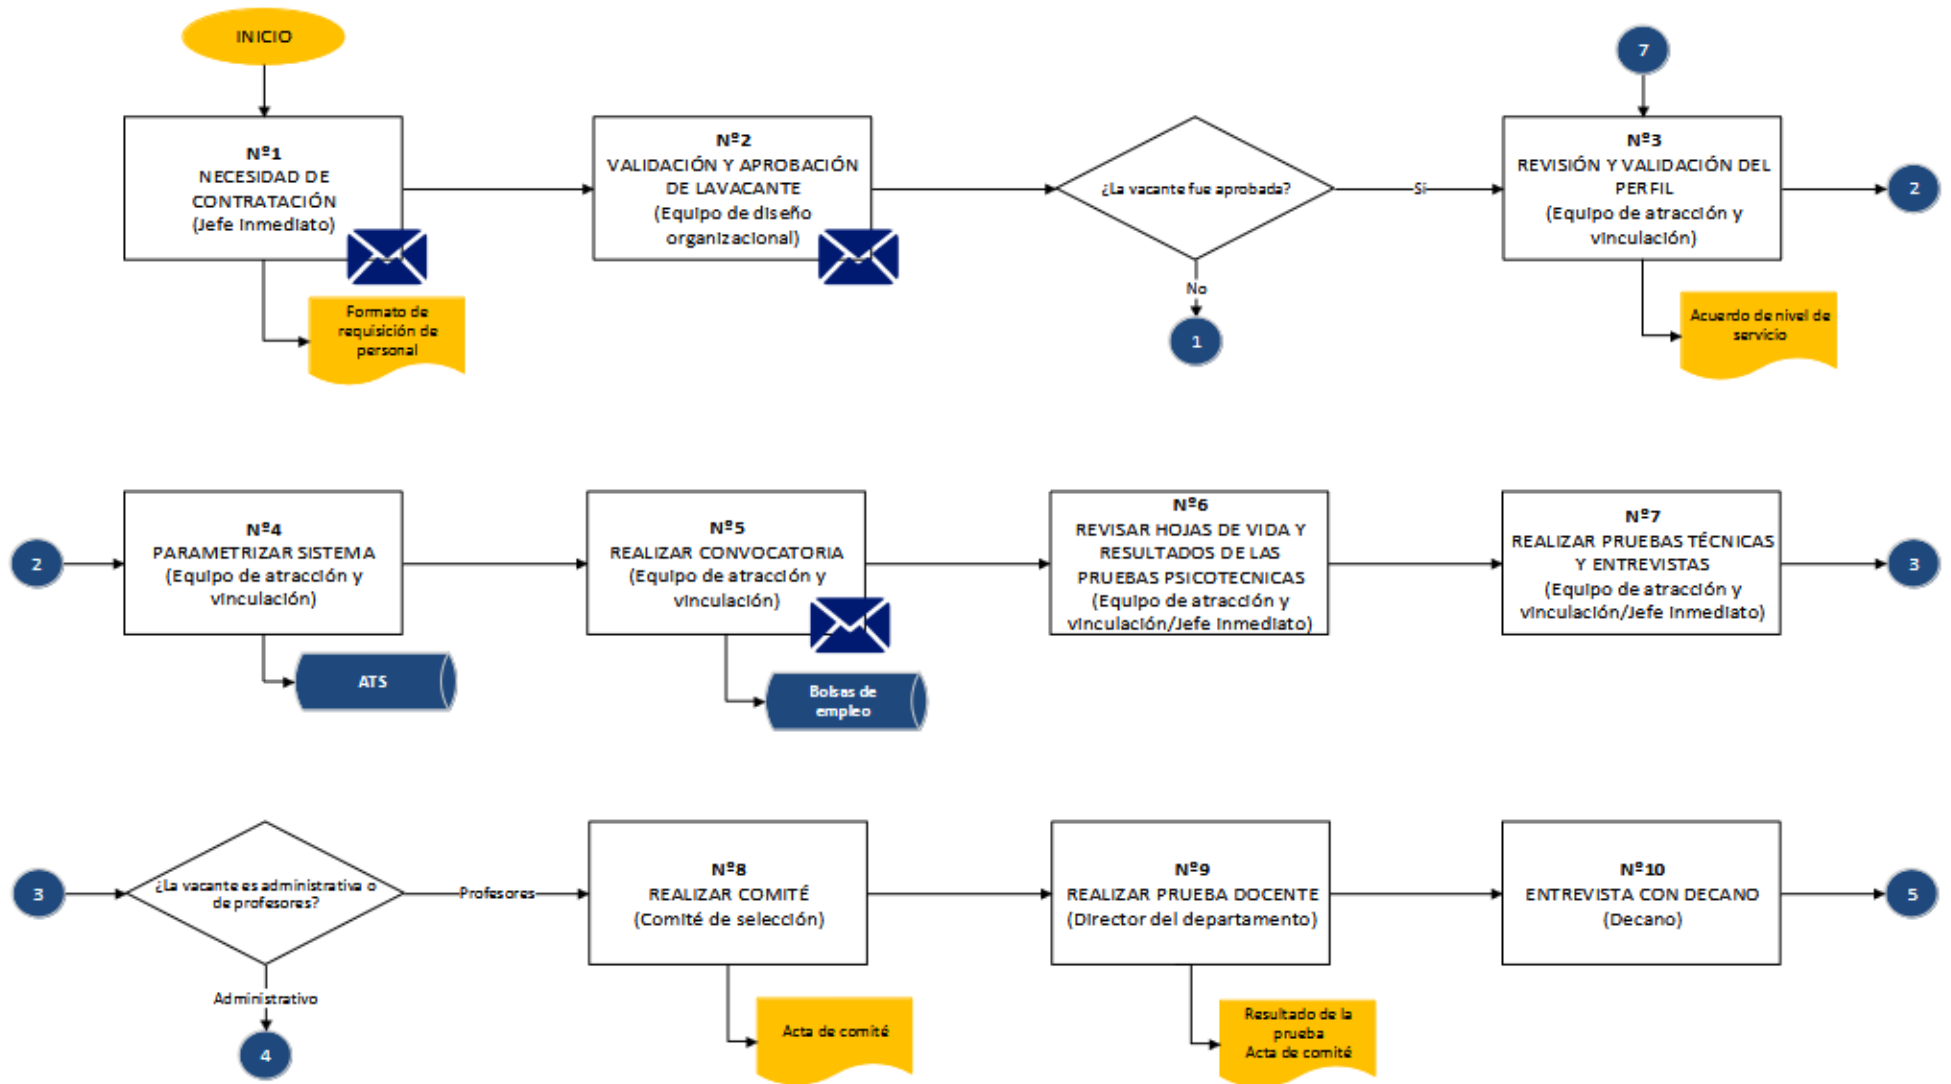 INICIO
7
Nº1
NECESIDAD DE
CONTRATACIÓN
(Jefe Inmediato)
Nº2
VALIDACIÓN Y APROBACIÓN
DE LAVACANTE
(Equipo de diseño
organizacional)
¿La vacante fue aprobada?
Si
Nº3
REVISIÓN Y VALIDACIÓN DEL
PERFIL
(Equipo de atracción y
vinculación)
2
No
1
Formato de
requisición de
personal
Acuerdo de nivel de
servicio
2
Nº4
PARAMETRIZAR SISTEMA
(Equipo de atracción y
vinculación)
Nº5
REALIZAR CONVOCATORIA
(Equipo de atracción y
vinculación)
Nº6
REVISAR HOJAS DE VIDA Y
RESULTADOS DE LAS
PRUEBAS PSICOTECNICAS
(Equipo de atracción y
vinculación/Jefe Inmediato)
Nº7
REALIZAR PRUEBAS TÉCNICAS
Y ENTREVISTAS
(Equipo de atracción y
vinculación/Jefe Inmediato)
3
ATS
Bolsas de
empleo
3
¿La vacante es administrativa o
de profesores?
Profesores
Nº8
REALIZAR COMITÉ
(Comité de selección)
Nº9
REALIZAR PRUEBA DOCENTE
(Director del departamento)
Nº10
ENTREVISTA CON DECANO
(Decano)
5
Administrativo
4
Acta de comité
Resultado de la
prueba
Acta de comité